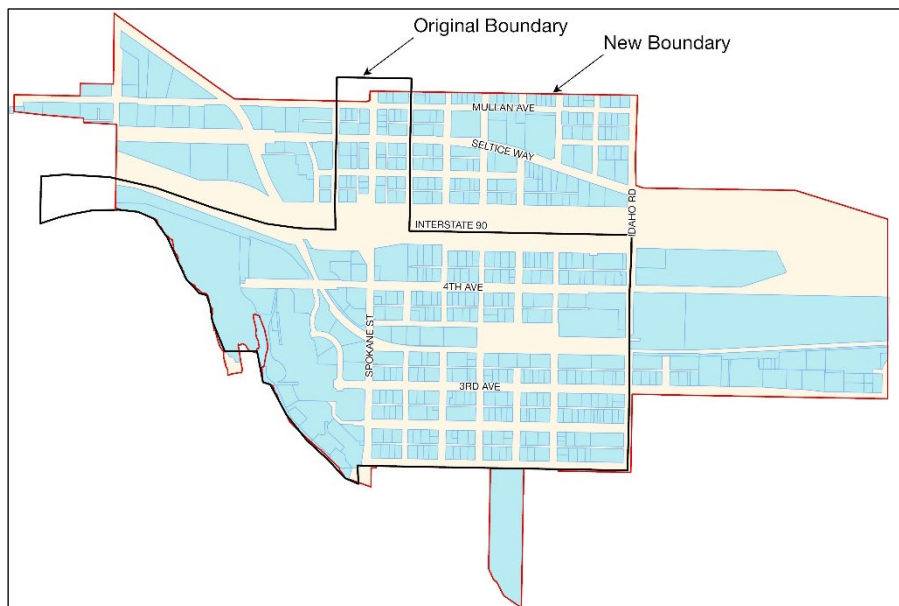 Original Boundary
New Boundary
MULLAN AVE
SELTICE WAY
IDAHO RD
INTERSTATE 90
4TH AVE
SPOKANE ST
3RD AVE